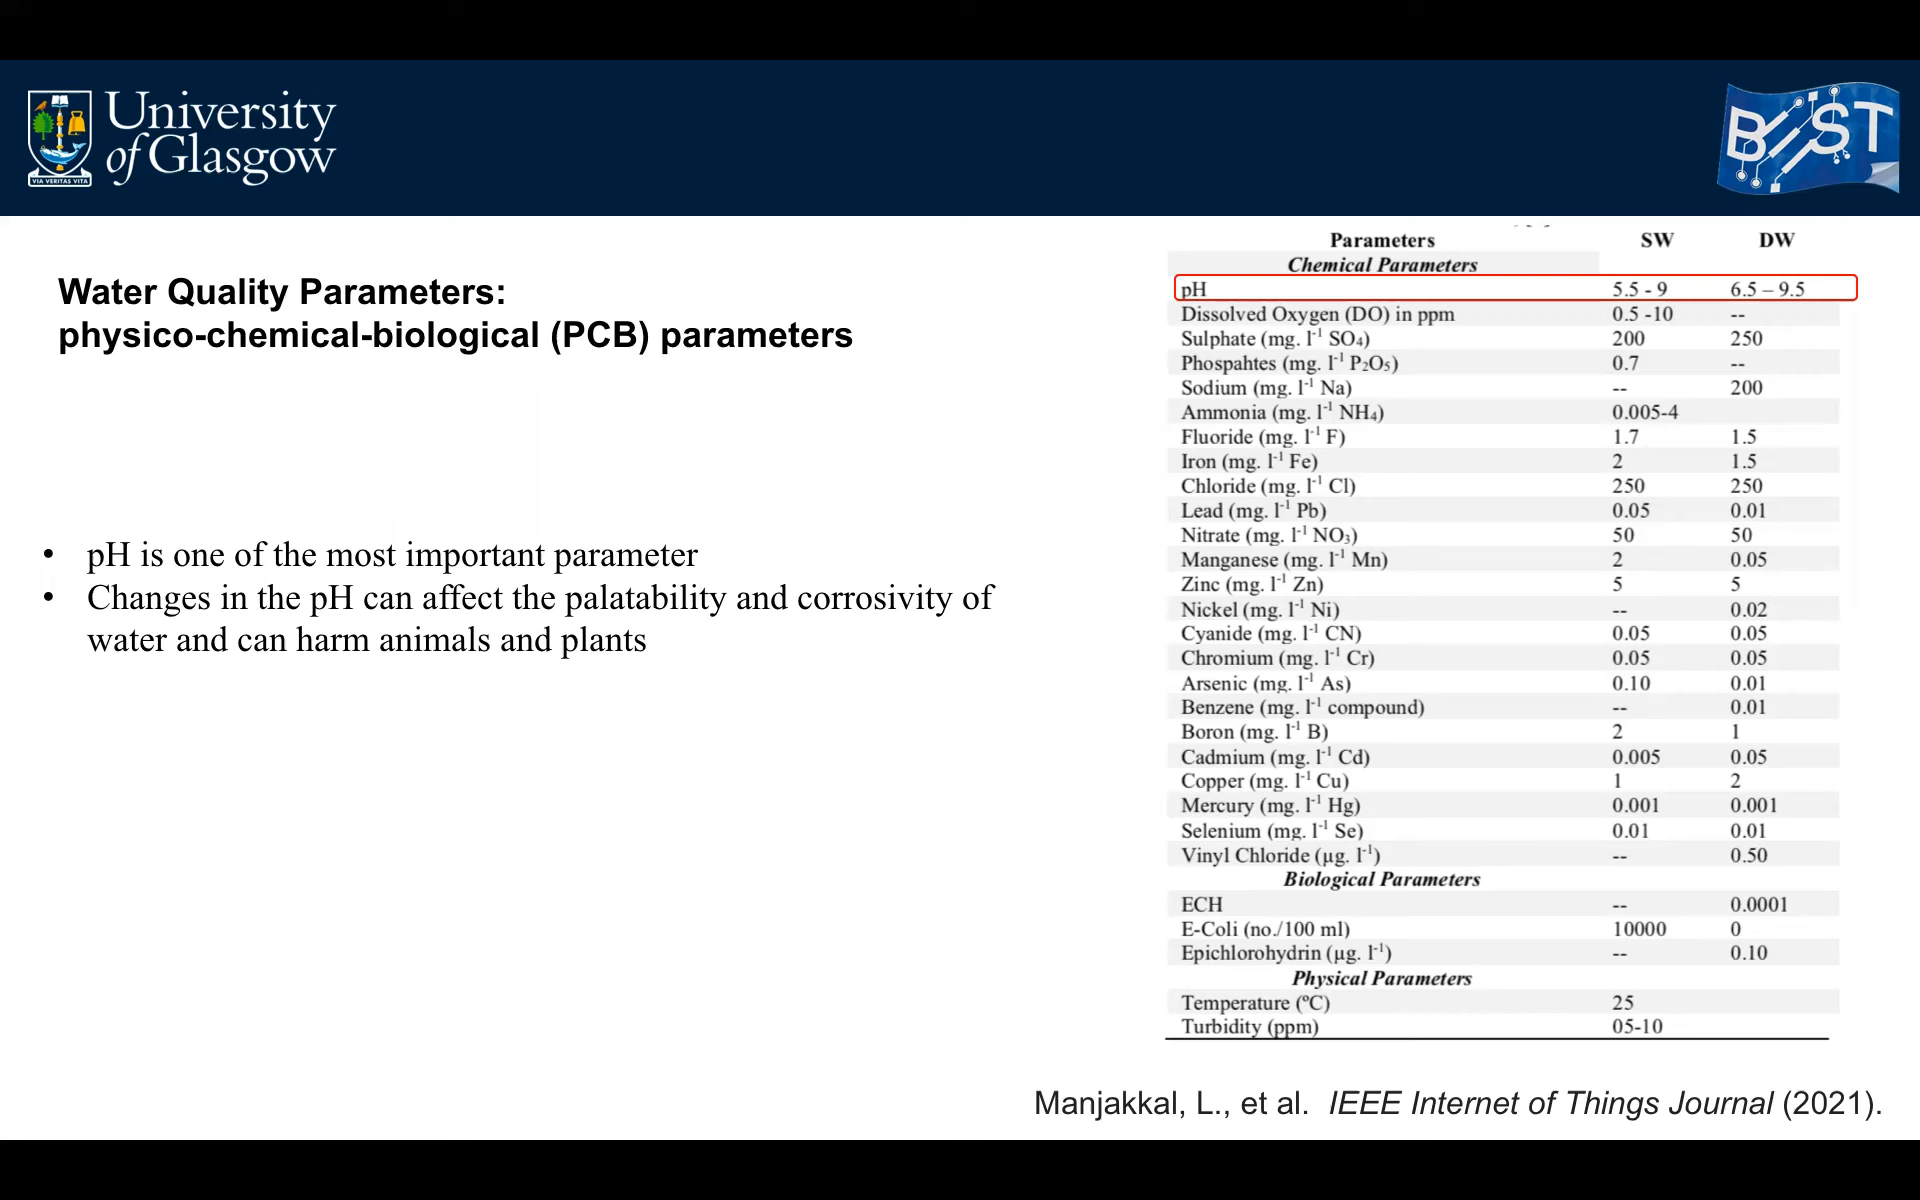 University
of Glasgow
VIA VERITAS VITA
BEST
Water Quality Parameters:
physico-chemical-biological (PCB) parameters
• pH is one of the most important parameter
• Changes in the pH can affect the palatability and corrosivity of
water and can harm animals and plants
Parameters SW DW
Chemical Parameters
pH 5.5 - 9 6.5 – 9.5
Dissolved Oxygen (DO) in ppm 0.5 -10 --
Sulphate (mg. l⁻¹ SO₄) 200 250
Phospahtes (mg. l⁻¹ P₂O₅) 0.7 --
Sodium (mg. l⁻¹ Na) -- 200
Ammonia (mg. l⁻¹ NH₄) 0.005-4
Fluoride (mg. l⁻¹ F) 1.7 1.5
Iron (mg. l⁻¹ Fe) 2 1.5
Chloride (mg. l⁻¹ Cl) 250 250
Lead (mg. l⁻¹ Pb) 0.05 0.01
Nitrate (mg. l⁻¹ NO₃) 50 50
Manganese (mg. l⁻¹ Mn) 2 0.05
Zinc (mg. l⁻¹ Zn) 5 5
Nickel (mg. l⁻¹ Ni) -- 0.02
Cyanide (mg. l⁻¹ CN) 0.05 0.05
Chromium (mg. l⁻¹ Cr) 0.05 0.05
Arsenic (mg. l⁻¹ As) 0.10 0.01
Benzene (mg. l⁻¹ compound) -- 0.01
Boron (mg. l⁻¹ B) 2 1
Cadmium (mg. l⁻¹ Cd) 0.005 0.05
Copper (mg. l⁻¹ Cu) 1 2
Mercury (mg. l⁻¹ Hg) 0.001 0.001
Selenium (mg. l⁻¹ Se) 0.01 0.01
Vinyl Chloride (µg. l⁻¹) -- 0.50
Biological Parameters
ECH -- 0.0001
E-Coli (no./100 ml) 10000 0
Epichlorohydrin (µg. l⁻¹) -- 0.10
Physical Parameters
Temperature (ºC) 25
Turbidity (ppm) 05-10
Manjakkal, L., et al. IEEE Internet of Things Journal (2021).